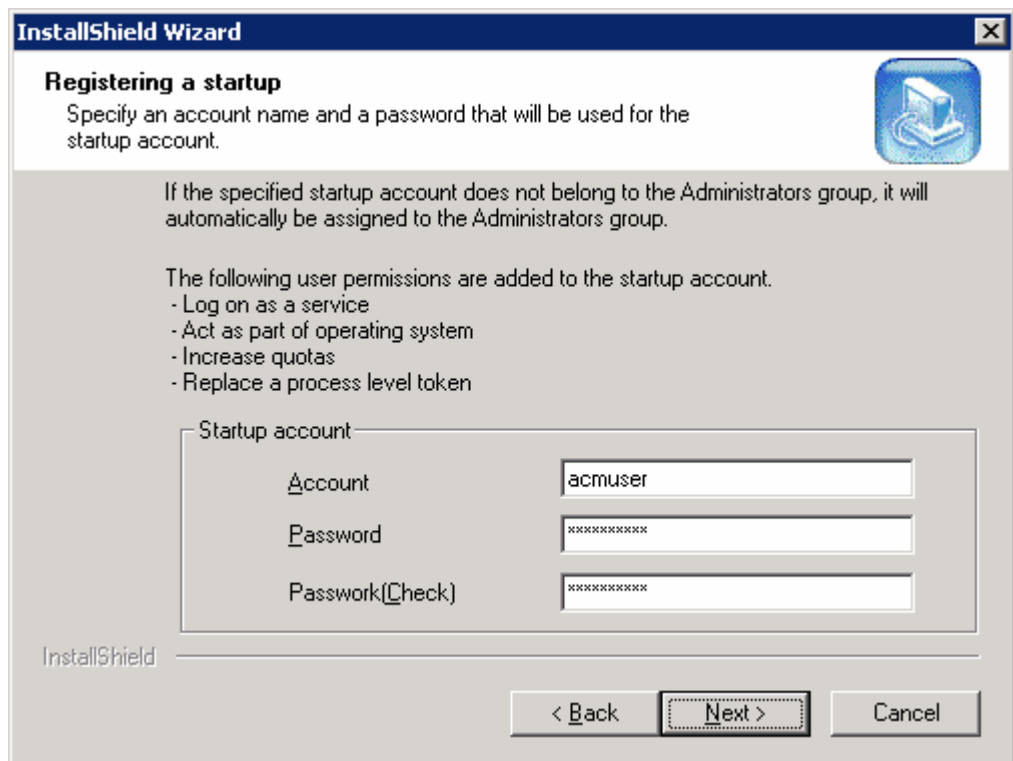 InstallShield Wizard
Registering a startup
Specify an account name and a password that will be used for the
startup account.
If the specified startup account does not belong to the Administrators group, it will
automatically be assigned to the Administrators group.
The following user permissions are added to the startup account.
- Log on as a service
- Act as part of operating system
- Increase quotas
- Replace a process level token
Startup account
Account acmuser
Password **********
Passwork(Check) **********
InstallShield
< Back Next > Cancel